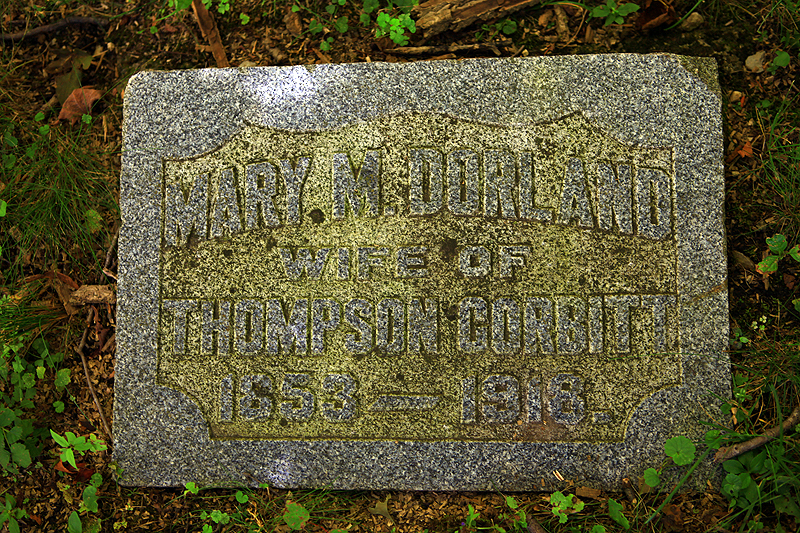 MARY M. DORLAND
WIFE OF
THOMPSON CORBITT
1853 — 1918.